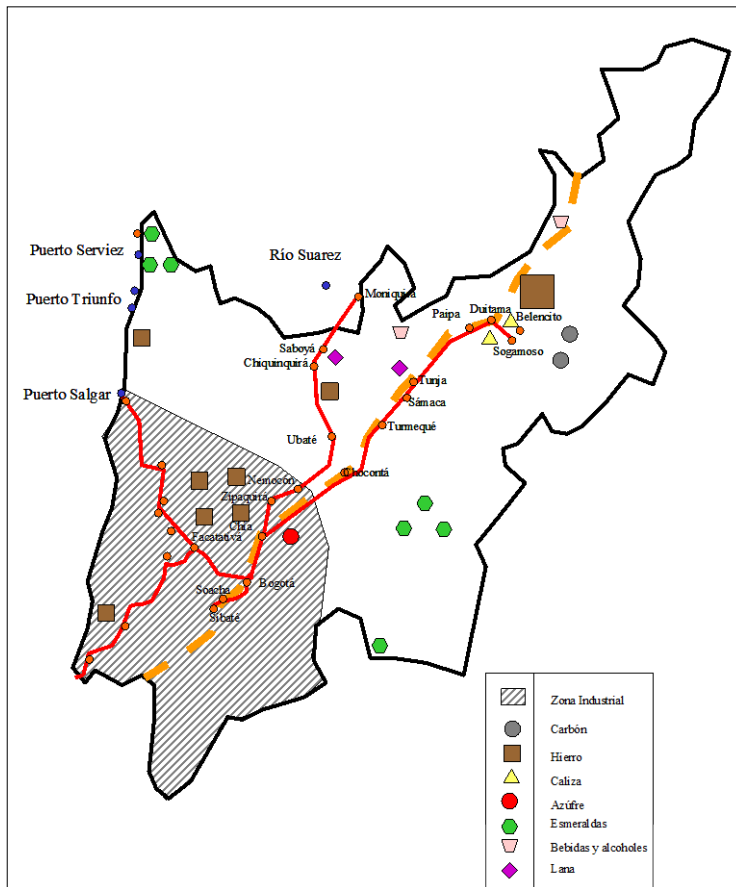 Puerto Serviez
Río Suarez
Puerto Triunfo
Moniquirá
Duitama
Paipa
Belencito
Saboyá
Sogamoso
Chiquinquirá
Tunja
Puerto Salgar
Sámaca
Turmequé
Ubaté
Chocontá
Nemocón
Zipaquirá
Chía
Facatativá
Bogotá
Soacha
Sibaté
Zona Industrial
Carbón
Hierro
Caliza
Azúfre
Esmeraldas
Bebidas y alcoholes
Lana